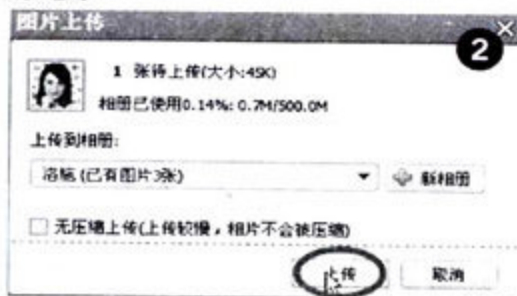 图片上传
2
1 张待上传(大小:45K)
相册已使用0.14%: 0.7M/500.0M
上传到相册:
(已有图片3张)
新相册
无压缩上传(上传较慢，相片不会被压缩)
上传 取消